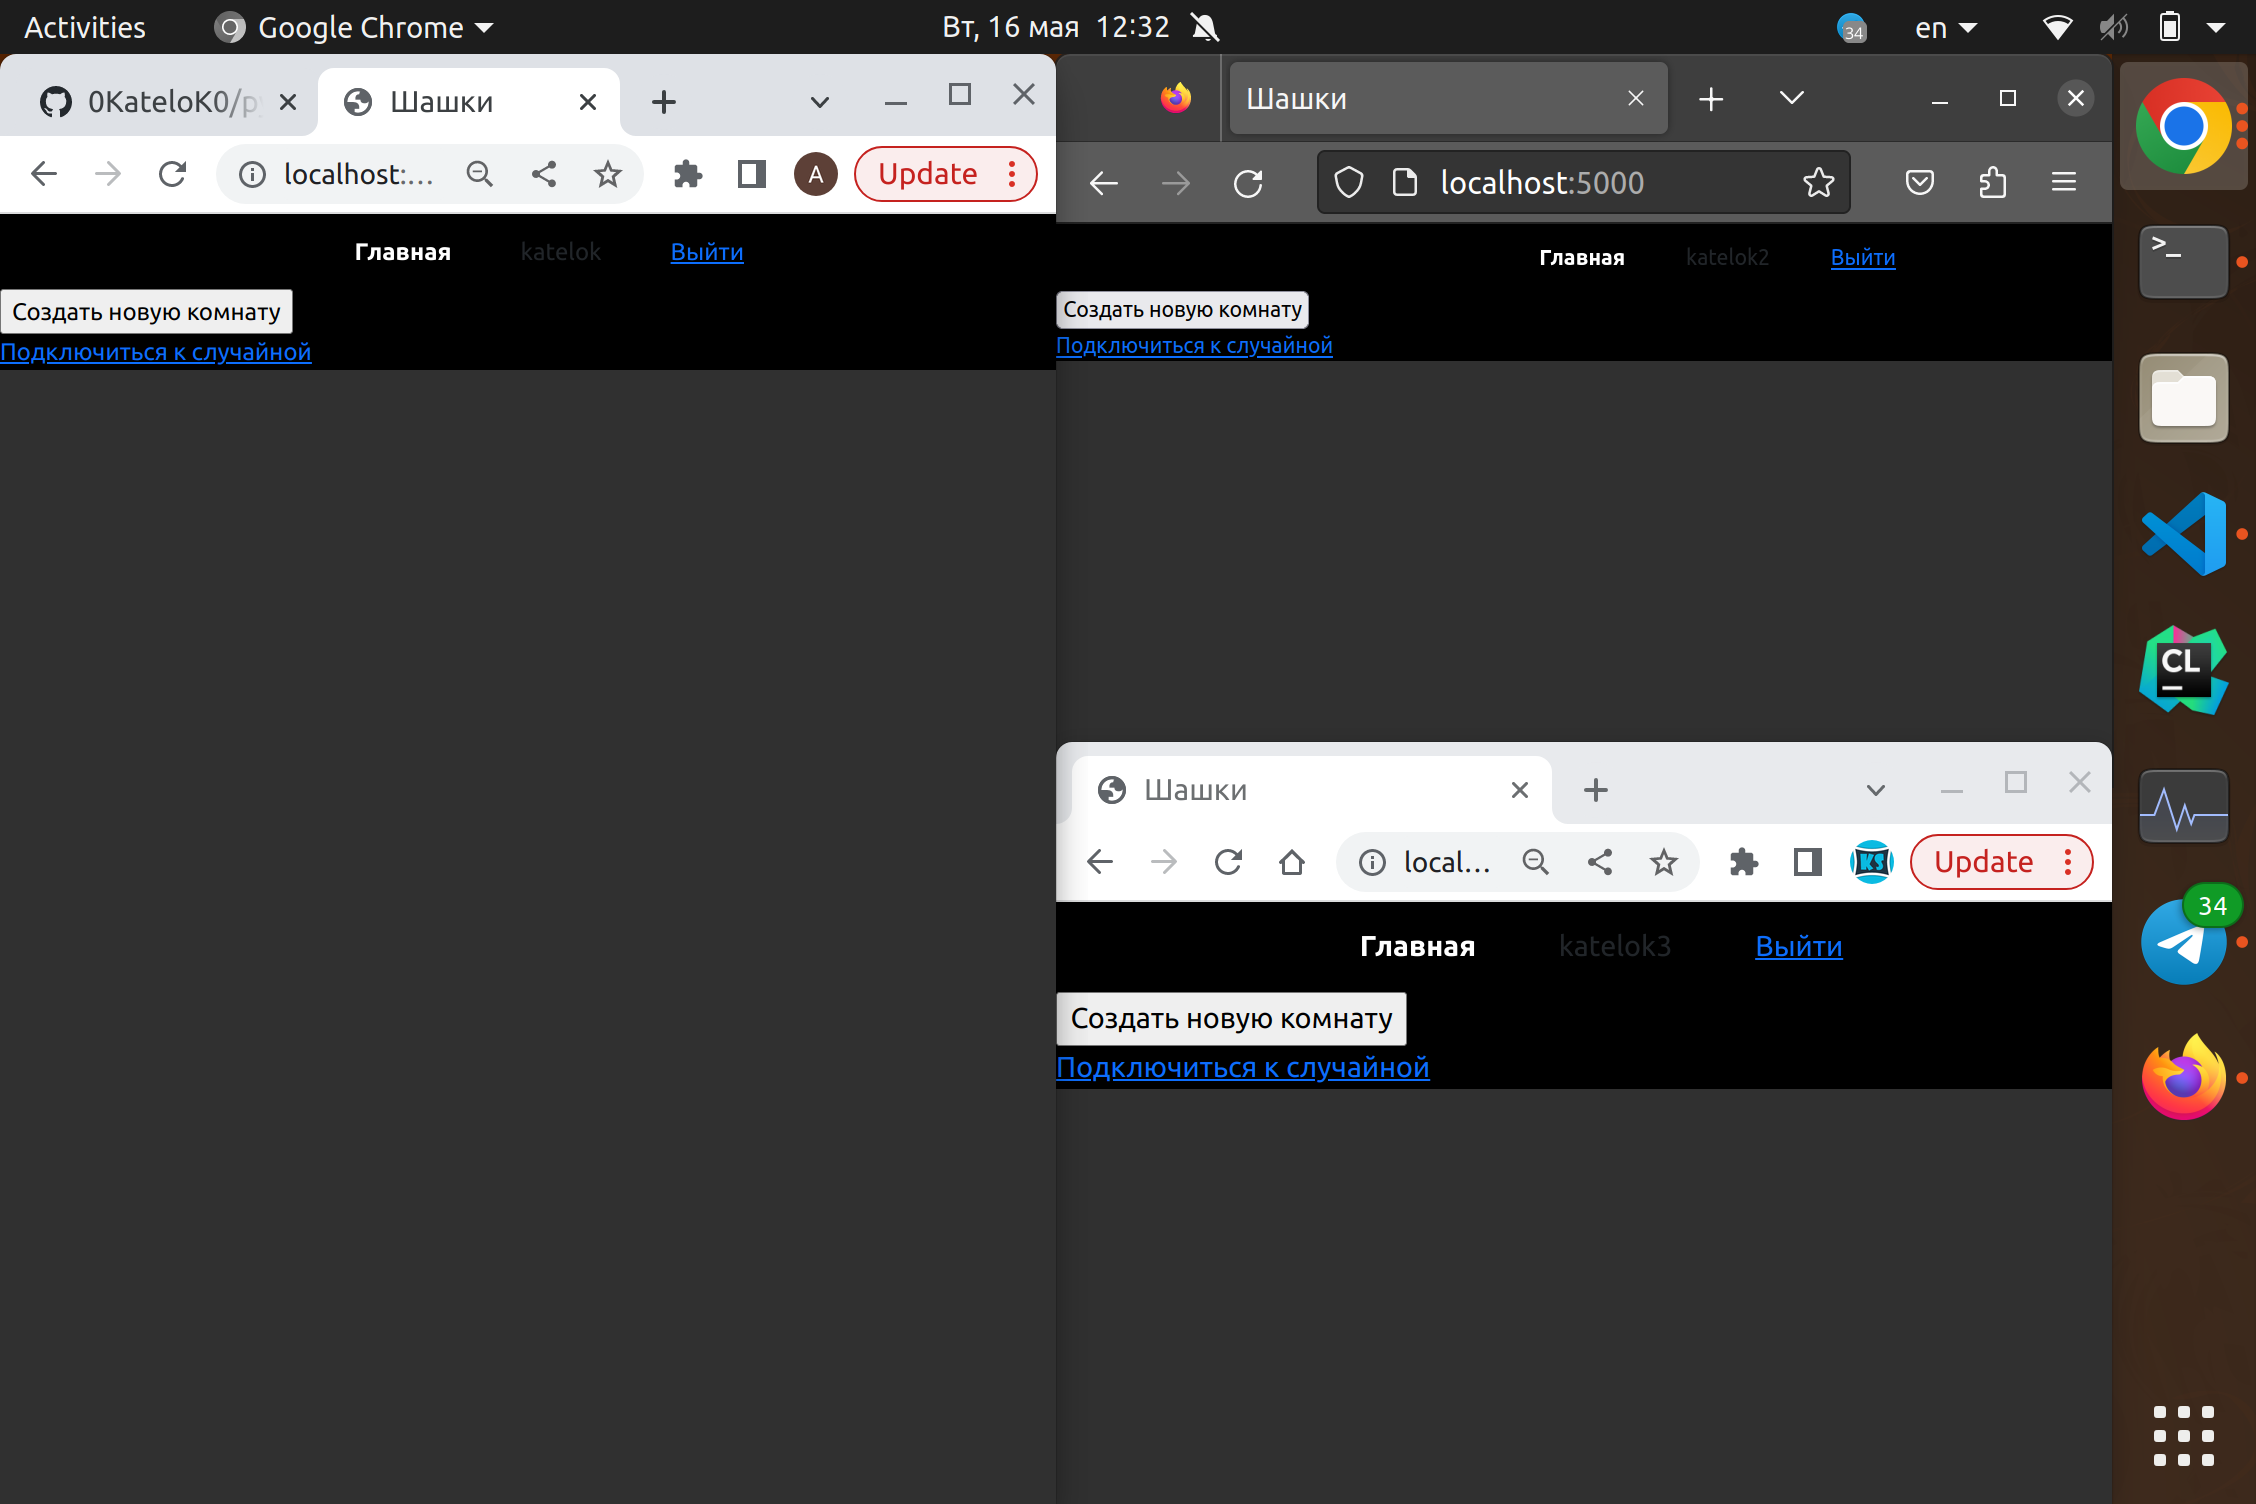 Activities Google Chrome Вт, 16 мая 12:32 34 en
0KateloK0/py Шашки
localhost:... A Update
Главная katelok Выйти
Создать новую комнату
Подключиться к случайной
Шашки
localhost:5000
Главная katelok2 Выйти
Создать новую комнату
Подключиться к случайной
Шашки
local... KS Update
Главная katelok3 Выйти
Создать новую комнату
Подключиться к случайной
>_
CL
34